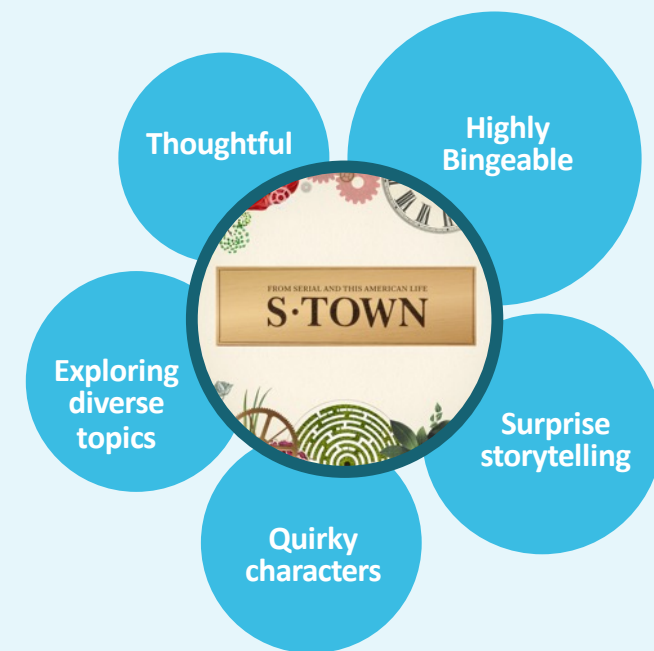 Thoughtful
Highly
Bingeable
FROM SERIAL AND THIS AMERICAN LIFE
S·TOWN
Exploring
diverse
topics
Surprise
storytelling
Quirky
characters